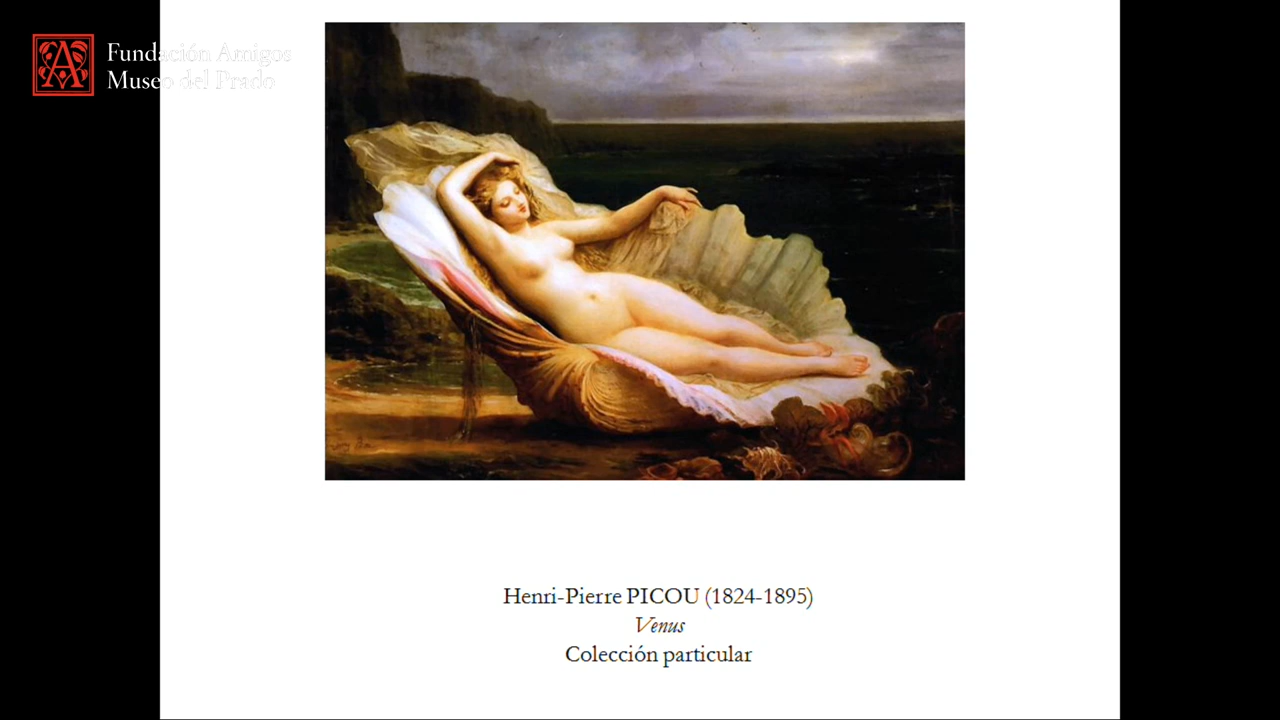 Fundación Amigos
Museo del Prado
Henri-Pierre PICOU (1824-1895)
Venus
Colección particular